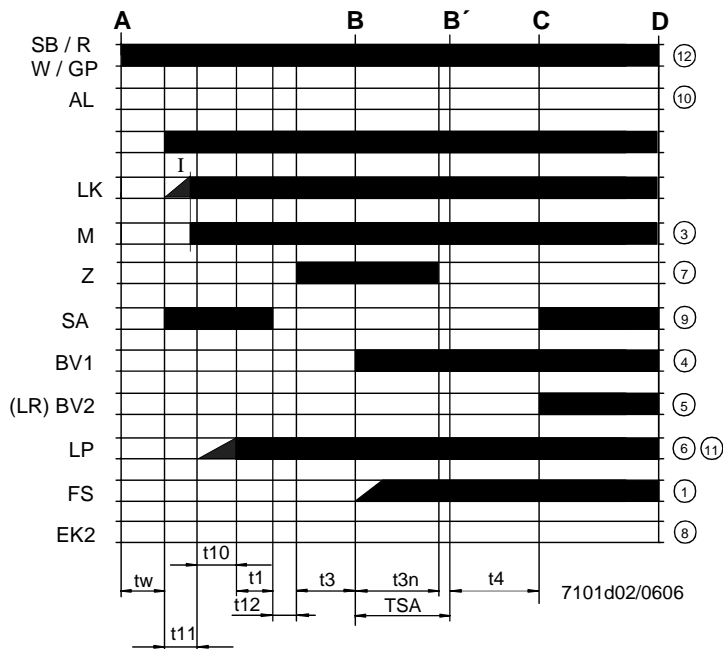 A B B´ C D
SB / R
W / GP 12
AL 10
I
LK
M 3
Z 7
SA 9
BV1 4
(LR) BV2 5
LP 6 11
FS 1
EK2 8
t10
tw t1 t3 t3n t4 7101d02/0606
t12 TSA
t11